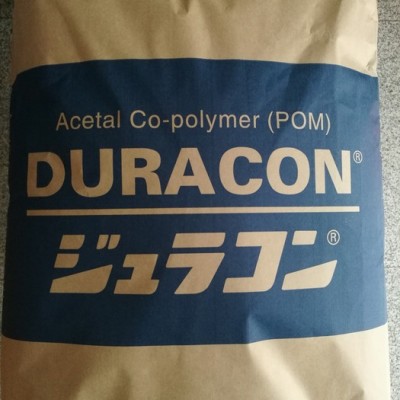 Acetal Co-polymer (POM)
DURACON®
ジュラコン®